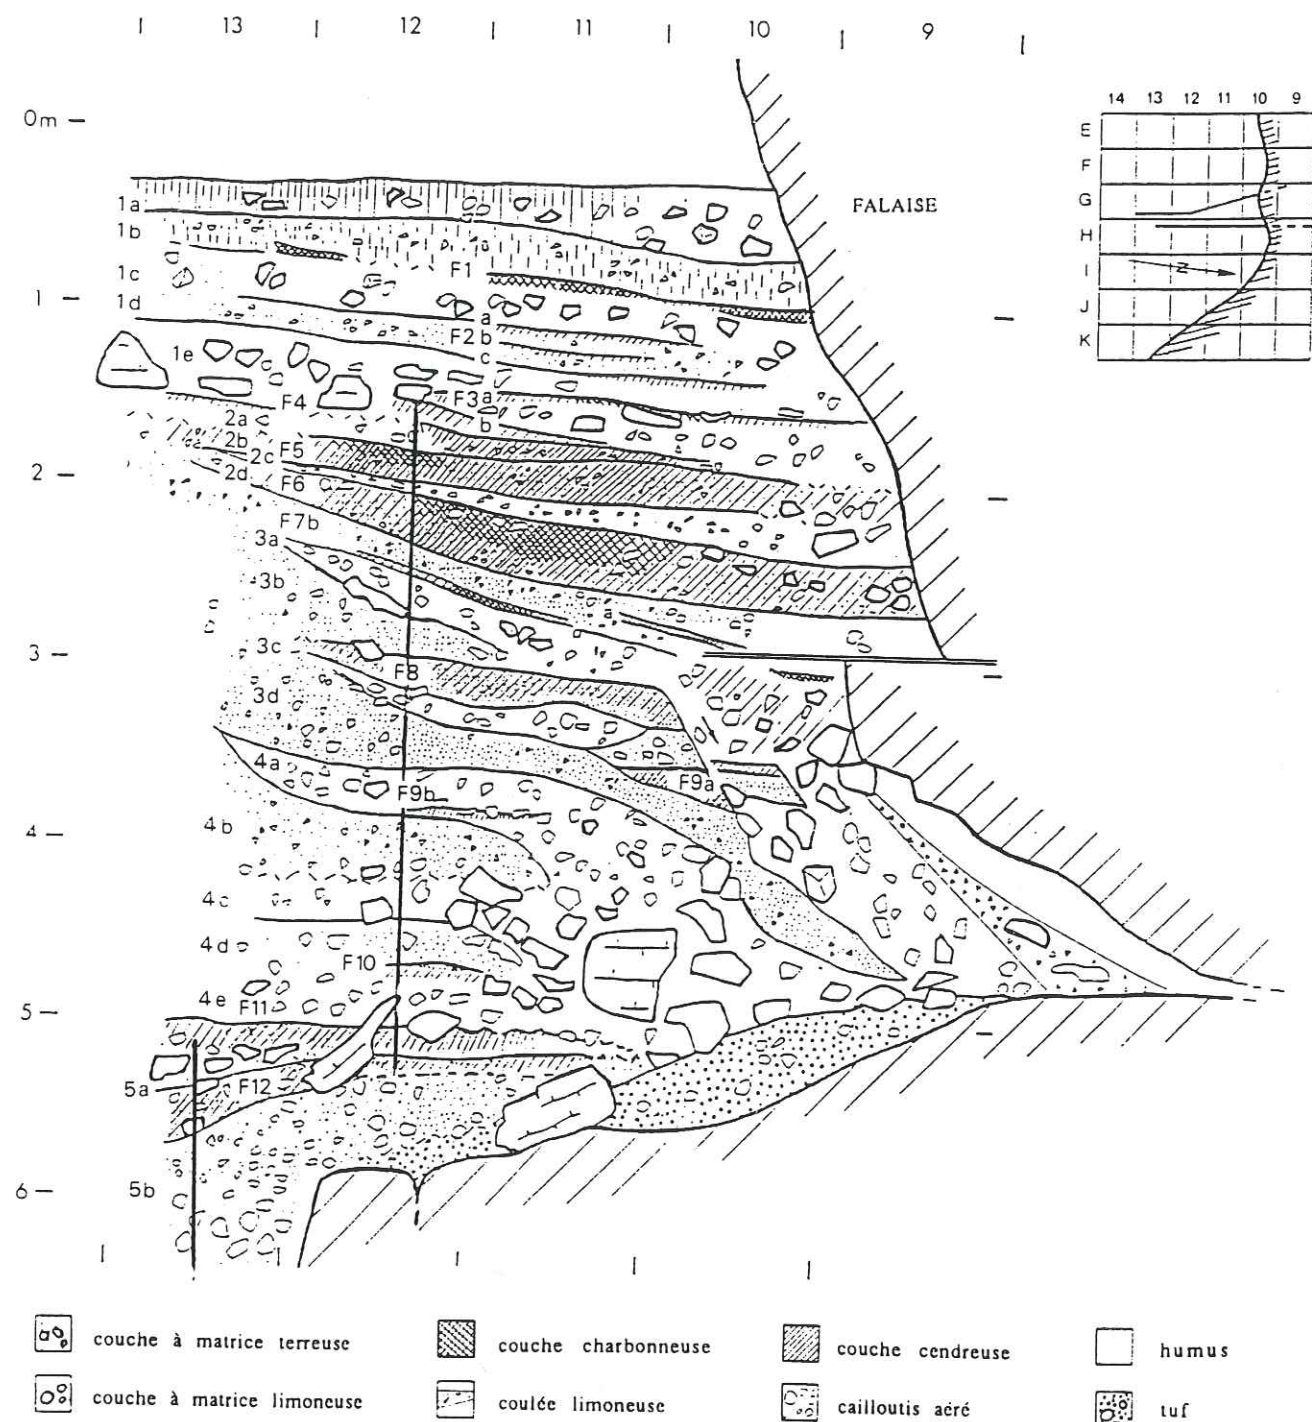 13 12 11 10 9
0m
14 13 12 11 10 9
E
F
G
H
I
J
K
N
FALAISE
1a
1b
F1
1c
1
1d
a
F2 b
c
1e
F3 a
F4
b
2a
2b
F5
2
2c
2d
F6
F7b
3a
3b
3
3c
F8
3d
4a
F9a
F9b
4
4b
4c
4d
F10
4e
F11
5
5a
F12
6
5b
couche à matrice terreuse
couche charbonneuse
couche cendreuse
humus
couche à matrice limoneuse
coulée limoneuse
cailloutis aéré
tuf